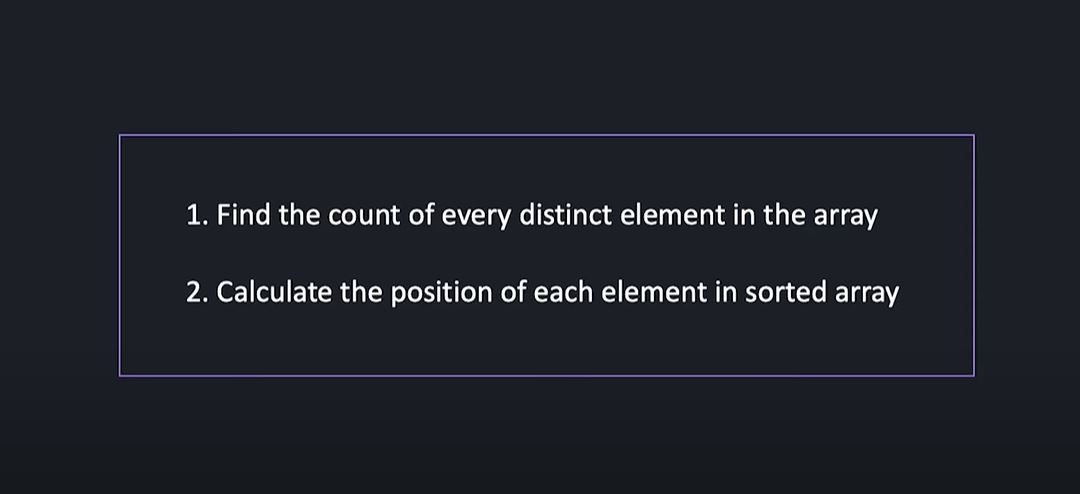 1. Find the count of every distinct element in the array
2. Calculate the position of each element in sorted array